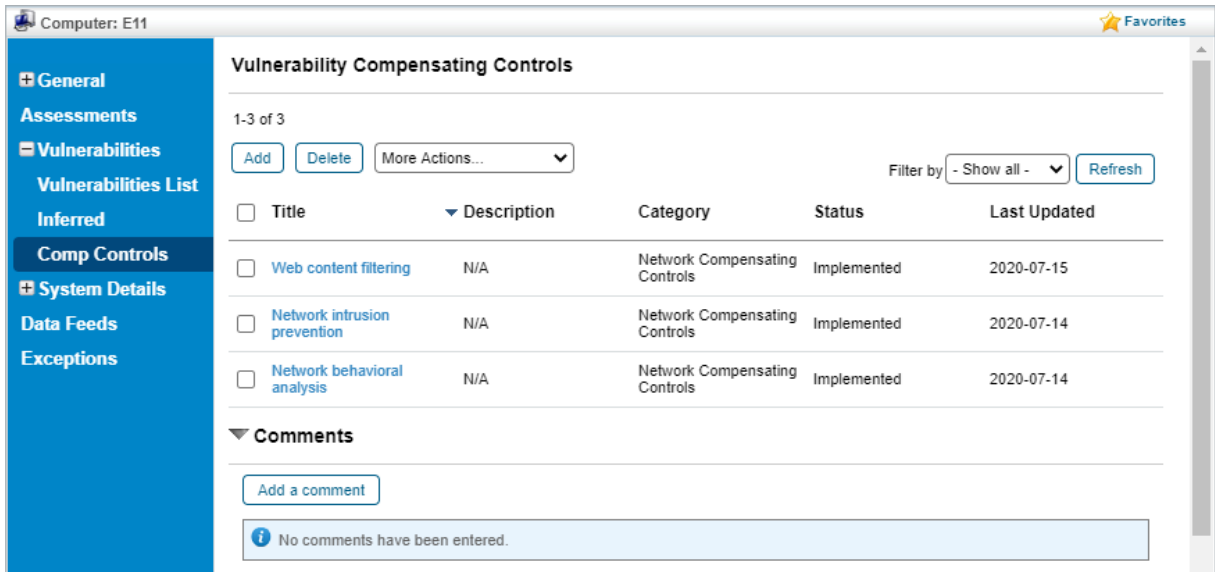 Computer: E11
Favorites
General
Assessments
Vulnerabilities
Vulnerabilities List
Inferred
Comp Controls
System Details
Data Feeds
Exceptions
Vulnerability Compensating Controls
1-3 of 3
Add Delete More Actions...
Filter by - Show all - Refresh
Title Description Category Status Last Updated
Web content filtering N/A Network Compensating Controls Implemented 2020-07-15
Network intrusion prevention N/A Network Compensating Controls Implemented 2020-07-14
Network behavioral analysis N/A Network Compensating Controls Implemented 2020-07-14
Comments
Add a comment
No comments have been entered.